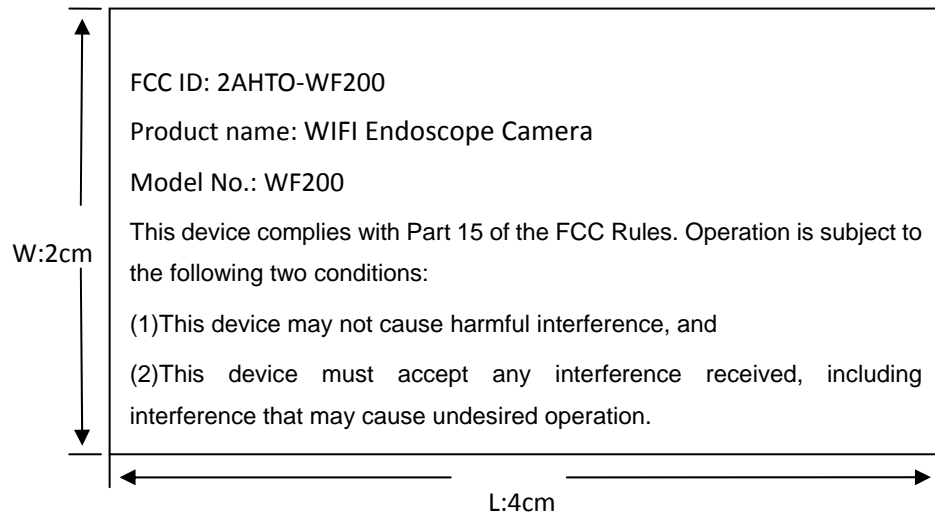 FCC ID: 2AHTO-WF200
Product name: WIFI Endoscope Camera
Model No.: WF200
This device complies with Part 15 of the FCC Rules. Operation is subject to
the following two conditions:
(1)This device may not cause harmful interference, and
(2)This device must accept any interference received, including
interference that may cause undesired operation.
W:2cm
L:4cm